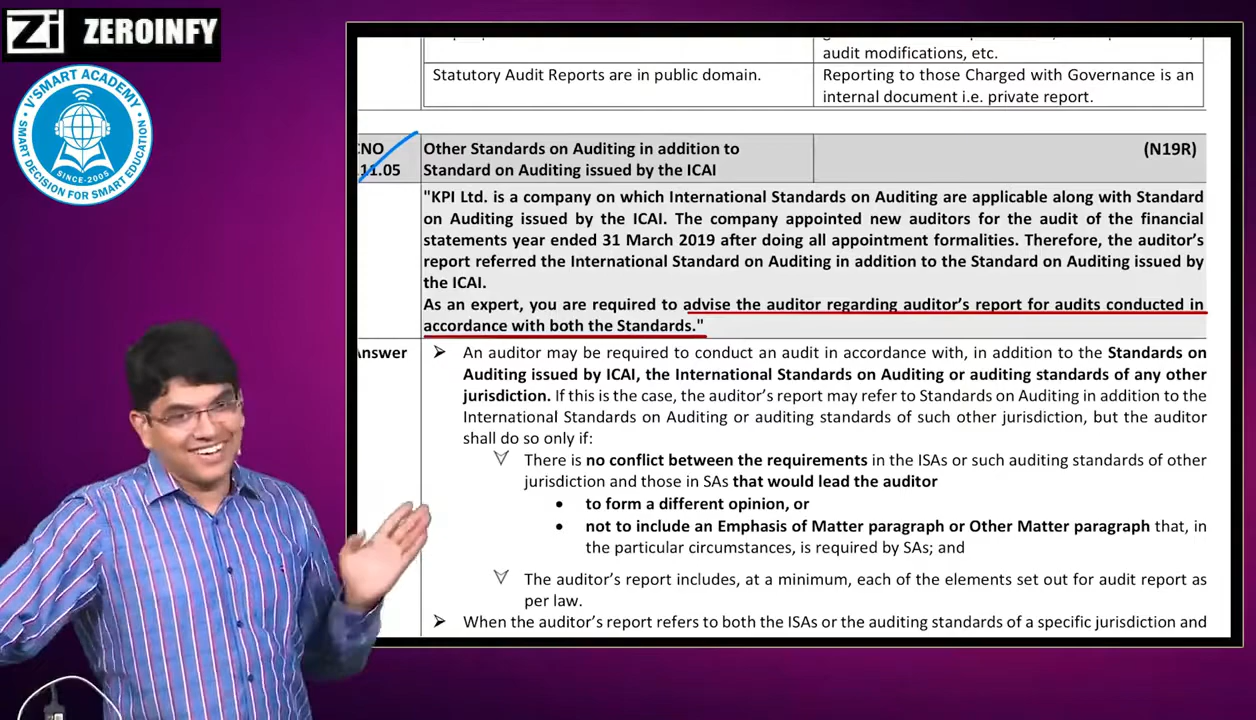 Zi ZEROINFY
V'SMART ACADEMY
SINCE-2005
SMART DECISION FOR SMART EDUCATION
audit modifications, etc.
Statutory Audit Reports are in public domain.
Reporting to those Charged with Governance is an
internal document i.e. private report.
NO
11.05
Other Standards on Auditing in addition to
Standard on Auditing issued by the ICAI
(N19R)
"KPI Ltd. is a company on which International Standards on Auditing are applicable along with Standard
on Auditing issued by the ICAI. The company appointed new auditors for the audit of the financial
statements year ended 31 March 2019 after doing all appointment formalities. Therefore, the auditor's
report referred the International Standard on Auditing in addition to the Standard on Auditing issued by
the ICAI.
As an expert, you are required to advise the auditor regarding auditor's report for audits conducted in
accordance with both the Standards."
Answer
➢ An auditor may be required to conduct an audit in accordance with, in addition to the Standards on
Auditing issued by ICAI, the International Standards on Auditing or auditing standards of any other
jurisdiction. If this is the case, the auditor's report may refer to Standards on Auditing in addition to the
International Standards on Auditing or auditing standards of such other jurisdiction, but the auditor
shall do so only if:
There is no conflict between the requirements in the ISAs or such auditing standards of other
jurisdiction and those in SAs that would lead the auditor
• to form a different opinion, or
• not to include an Emphasis of Matter paragraph or Other Matter paragraph that, in
the particular circumstances, is required by SAs; and
The auditor's report includes, at a minimum, each of the elements set out for audit report as
per law.
➢ When the auditor's report refers to both the ISAs or the auditing standards of a specific jurisdiction and